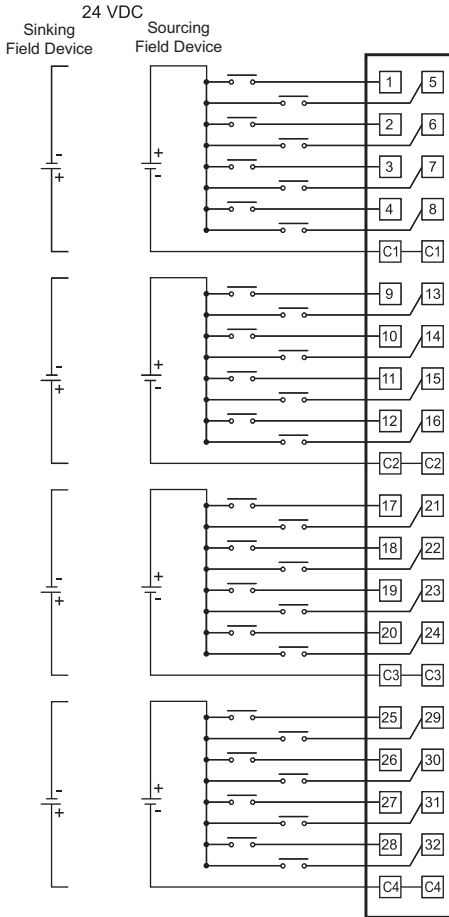 24 VDC
Sinking
Field Device
Sourcing
Field Device
1 5
2 6
3 7
4 8
C1 C1
9 13
10 14
11 15
12 16
C2 C2
17 21
18 22
19 23
20 24
C3 C3
25 29
26 30
27 31
28 32
C4 C4
- +
+ -
- +
+ -
- +
+ -
- +
+ -